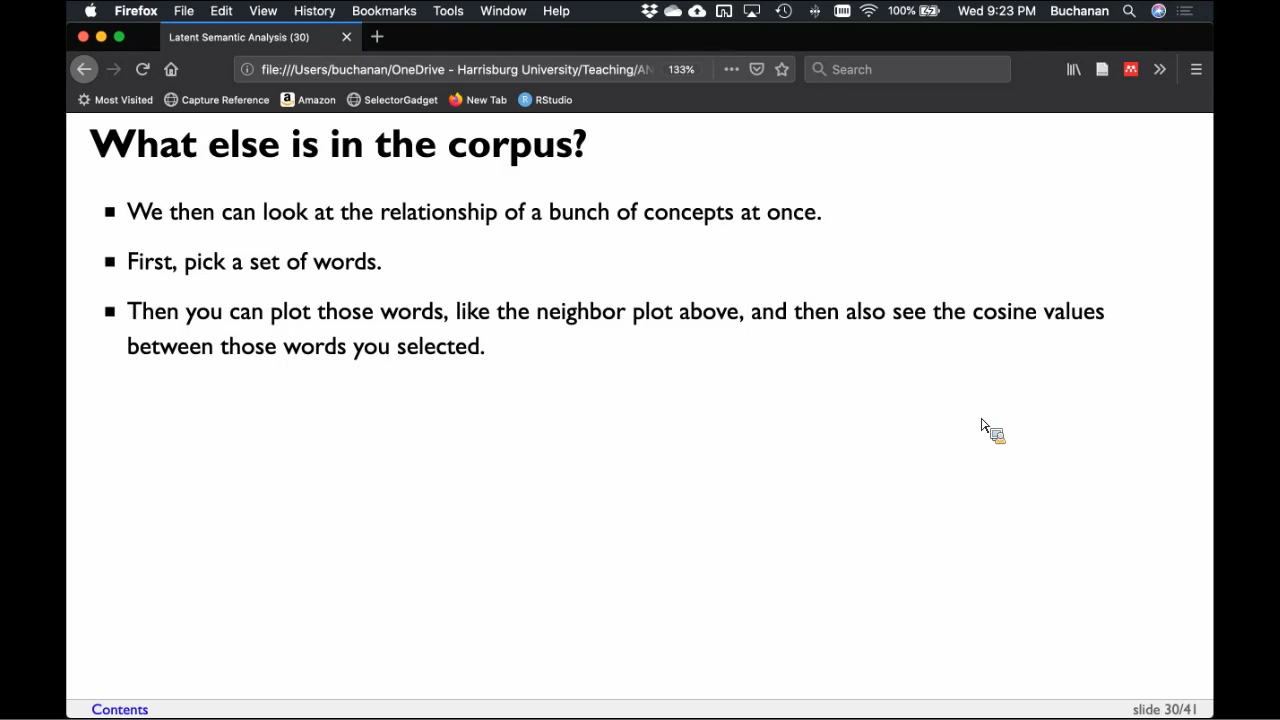 Firefox File Edit View History Bookmarks Tools Window Help 100% Wed 9:23 PM Buchanan
Latent Semantic Analysis (30)
file:///Users/buchanan/OneDrive - Harrisburg University/Teaching/AN 133% Search
Most Visited Capture Reference Amazon SelectorGadget New Tab RStudio
What else is in the corpus?
We then can look at the relationship of a bunch of concepts at once.
First, pick a set of words.
Then you can plot those words, like the neighbor plot above, and then also see the cosine values
between those words you selected.
Contents slide 30/41